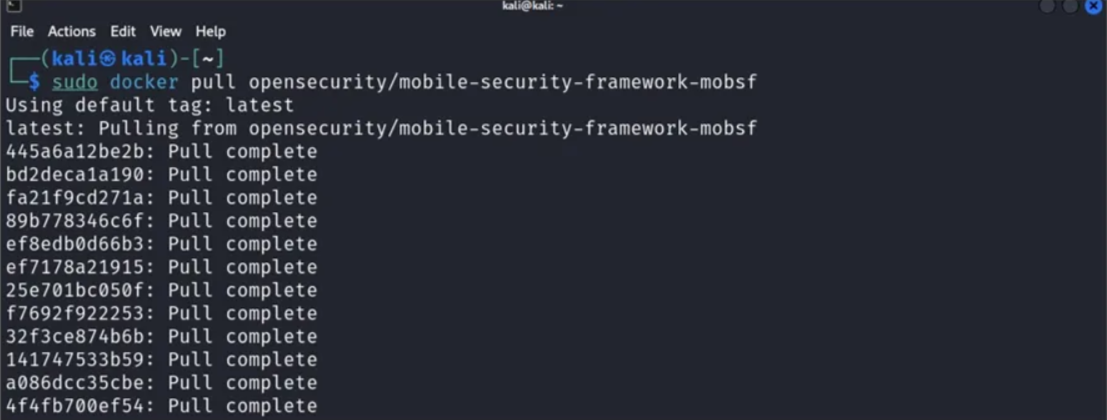 kali@kali: ~
File Actions Edit View Help
┌──(kali㉿kali)-[~]
└─$ sudo docker pull opensecurity/mobile-security-framework-mobsf
Using default tag: latest
latest: Pulling from opensecurity/mobile-security-framework-mobsf
445a6a12be2b: Pull complete
bd2deca1a190: Pull complete
fa21f9cd271a: Pull complete
89b778346c6f: Pull complete
ef8edb0d66b3: Pull complete
ef7178a21915: Pull complete
25e701bc050f: Pull complete
f7692f922253: Pull complete
32f3ce874b6b: Pull complete
141747533b59: Pull complete
a086dcc35cbe: Pull complete
4f4fb700ef54: Pull complete